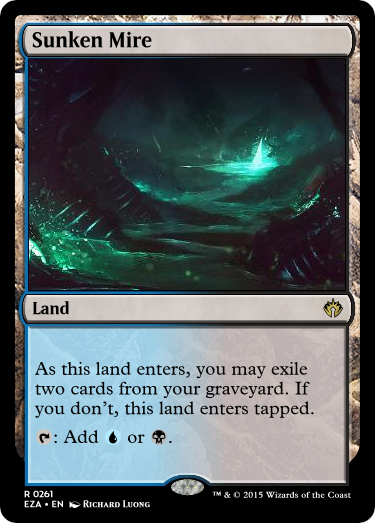 Sunken Mire
Land
As this land enters, you may exile
two cards from your graveyard. If
you don't, this land enters tapped.
: Add or .
R 0261
EZA • EN Richard Luong
™ & © 2015 Wizards of the Coast